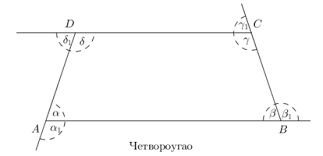 D C
δ₁ δ γ₁ γ
α β β₁
A α₁ B
Четвороугао